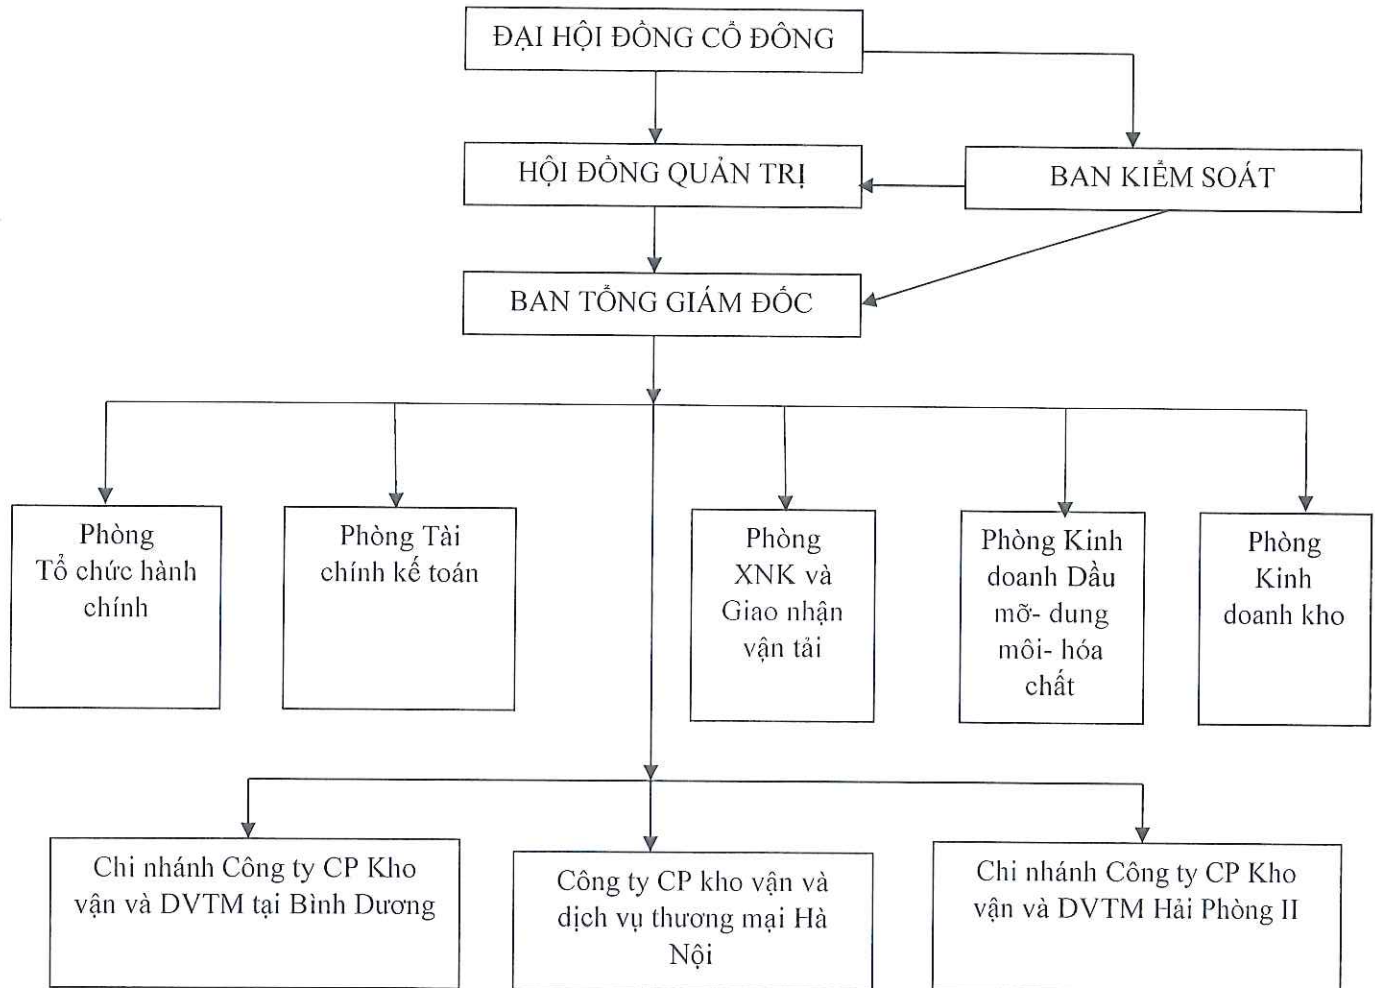 ĐẠI HỘI ĐỒNG CỔ ĐÔNG
HỘI ĐỒNG QUẢN TRỊ
BAN KIỂM SOÁT
BAN TỔNG GIÁM ĐỐC
Phòng
Tổ chức hành
chính
Phòng Tài
chính kế toán
Phòng
XNK và
Giao nhận
vận tải
Phòng Kinh
doanh Dầu
mỡ- dung
môi- hóa
chất
Phòng
Kinh
doanh kho
Chi nhánh Công ty CP Kho
vận và DVTM tại Bình Dương
Công ty CP kho vận và
dịch vụ thương mại Hà
Nội
Chi nhánh Công ty CP Kho
vận và DVTM Hải Phòng II